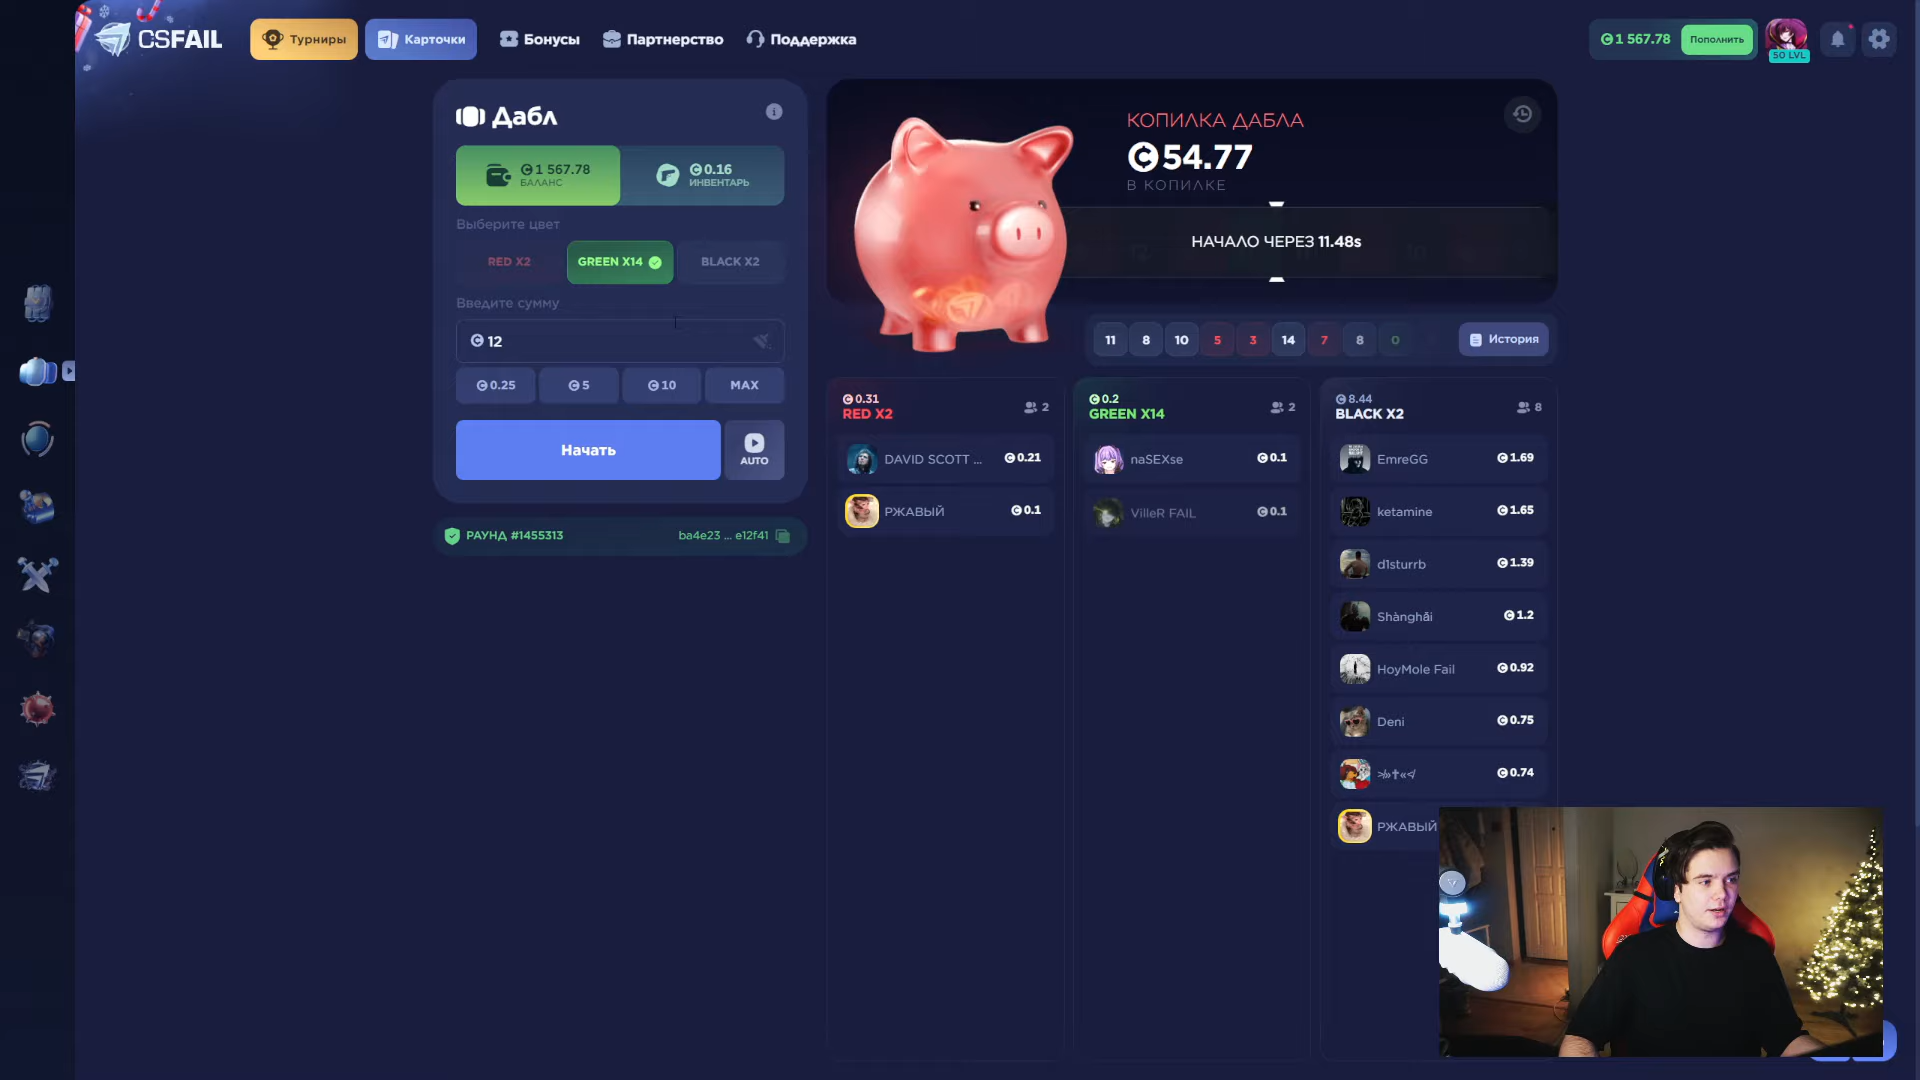 CSFAIL
Турниры
Карточки
Бонусы
Партнерство
Поддержка
1 567.78
Пополнить
50 LVL
Дабл
1 567.78
БАЛАНС
0.16
ИНВЕНТАРЬ
Выберите цвет
RED X2
GREEN X14
BLACK X2
Введите сумму
12
0.25
5
10
MAX
Начать
AUTO
РАУНД #1455313
ba4e23 ... e12f41
КОПИЛКА ДАБЛА
54.77
В КОПИЛКЕ
НАЧАЛО ЧЕРЕЗ 11.48s
11 8 10 5 3 14 7 8 0
История
0.31
RED X2
2
DAVID SCOTT ... 0.21
РЖАВЫЙ 0.1
0.2
GREEN X14
2
naSEXse 0.1
VilleR FAIL 0.1
8.44
BLACK X2
8
EmreGG 1.69
ketamine 1.65
d1sturrb 1.39
Shànghǎi 1.2
HoyMole Fail 0.92
Deni 0.75
0.74
РЖАВЫЙ